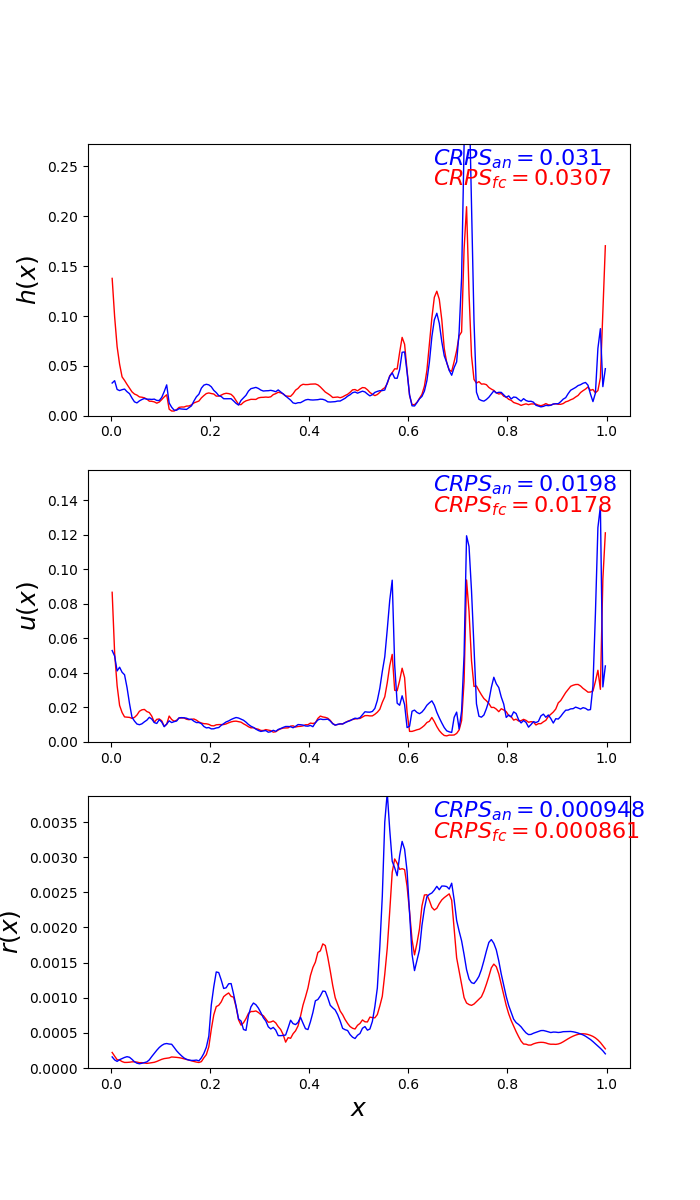 CRPS_an = 0.031
CRPS_fc = 0.0307
h(x)
0.25
0.20
0.15
0.10
0.05
0.00
0.0 0.2 0.4 0.6 0.8 1.0
CRPS_an = 0.0198
CRPS_fc = 0.0178
u(x)
0.14
0.12
0.10
0.08
0.06
0.04
0.02
0.00
0.0 0.2 0.4 0.6 0.8 1.0
CRPS_an = 0.000948
CRPS_fc = 0.000861
r(x)
0.0035
0.0030
0.0025
0.0020
0.0015
0.0010
0.0005
0.0000
0.0 0.2 0.4 0.6 0.8 1.0
x